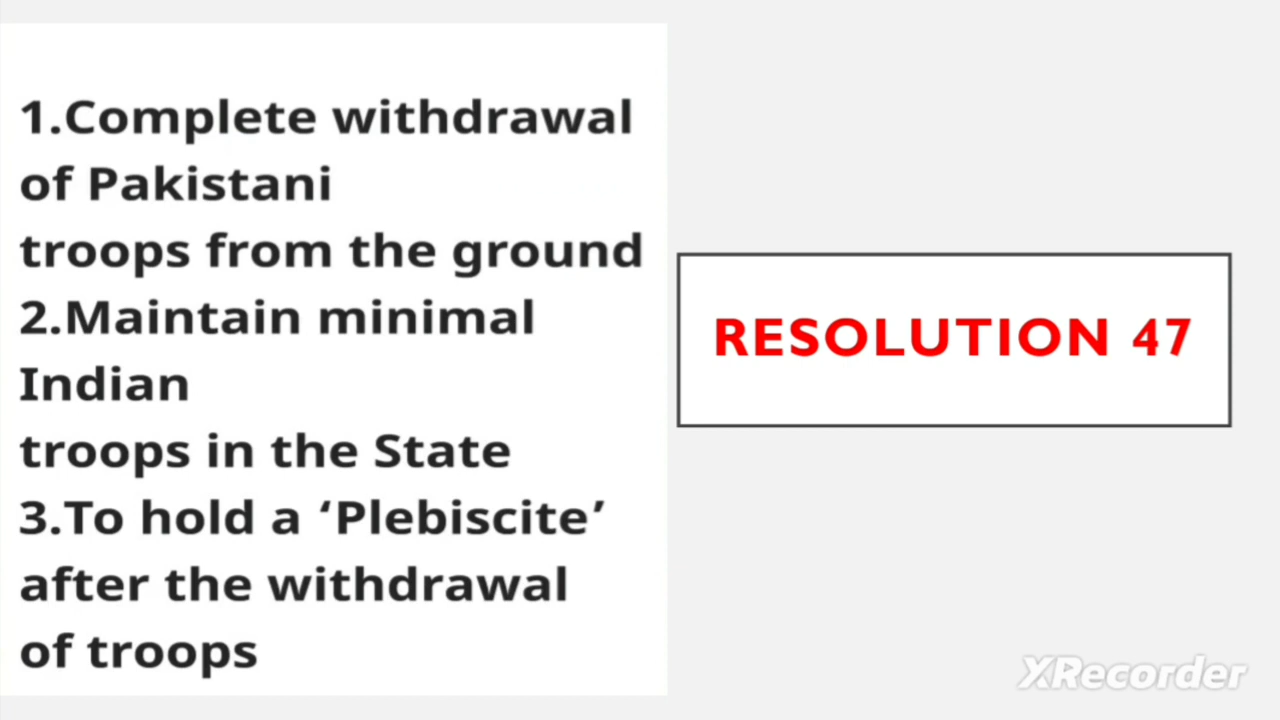 1.Complete withdrawal
of Pakistani
troops from the ground
2.Maintain minimal
Indian
troops in the State
3.To hold a ‘Plebiscite’
after the withdrawal
of troops
RESOLUTION 47
XRecorder